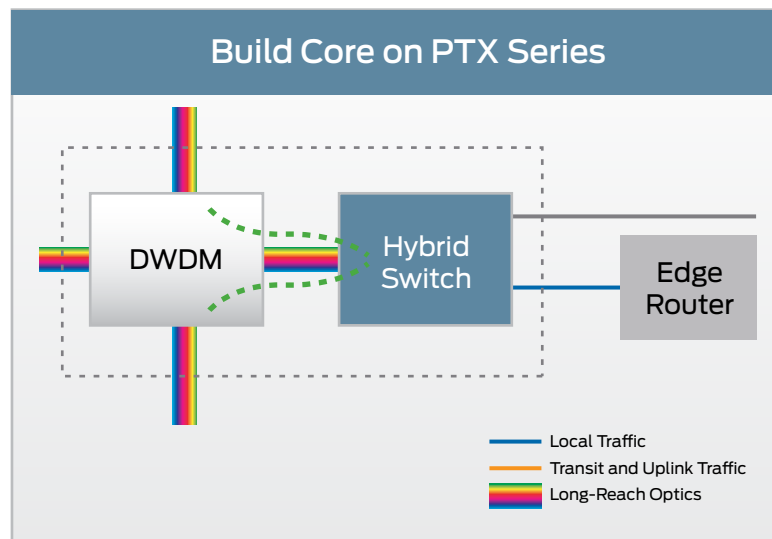 Build Core on PTX Series
DWDM
Hybrid
Switch
Edge
Router
Local Traffic
Transit and Uplink Traffic
Long-Reach Optics